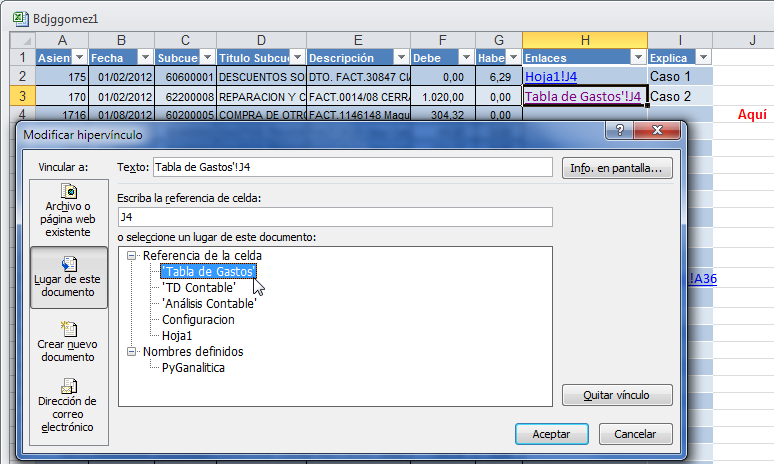 Bdjggomez1
A B C D E F G H I J
1 Asien Fecha Subcue Titulo Subcue Descripción Debe Habe Enlaces Explica
2 175 01/02/2012 60600001 DESCUENTOS SO DTO. FACT.30847 0,00 6,29 Hoja1!J4 Caso 1
3 170 01/02/2012 62200008 REPARACION Y C FACT.0014/08 CERRA 1.020,00 0,00 Tabla de Gastos'!J4 Caso 2
4 1716 01/08/2012 60200005 COMPRA DE OTRO FACT.1146148 Maqu 304,32 0,00 Aquí
Modificar hipervínculo
Vincular a:
Texto: Tabla de Gastos'!J4
Info. en pantalla...
Archivo o
página web
existente
Escriba la referencia de celda:
J4
o seleccione un lugar de este documento:
Lugar de este
documento
Referencia de la celda
'Tabla de Gastos'
'TD Contable'
'Análisis Contable'
Configuracion
Hoja1
Nombres definidos
PyGanalitica
!A36
Crear nuevo
documento
Dirección de
correo
electrónico
Quitar vínculo
Aceptar
Cancelar